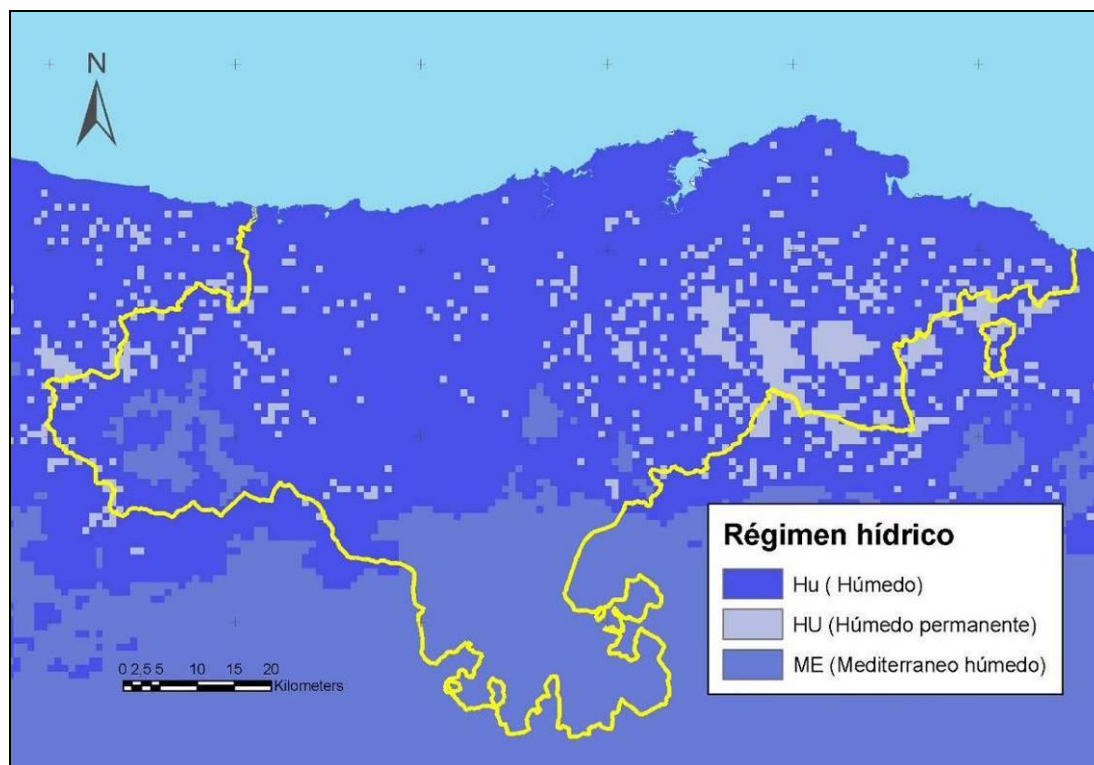 N
Régimen hídrico
Hu ( Húmedo)
HU (Húmedo permanente)
ME (Mediterraneo húmedo)
0 2,5 5 10 15 20
Kilometers